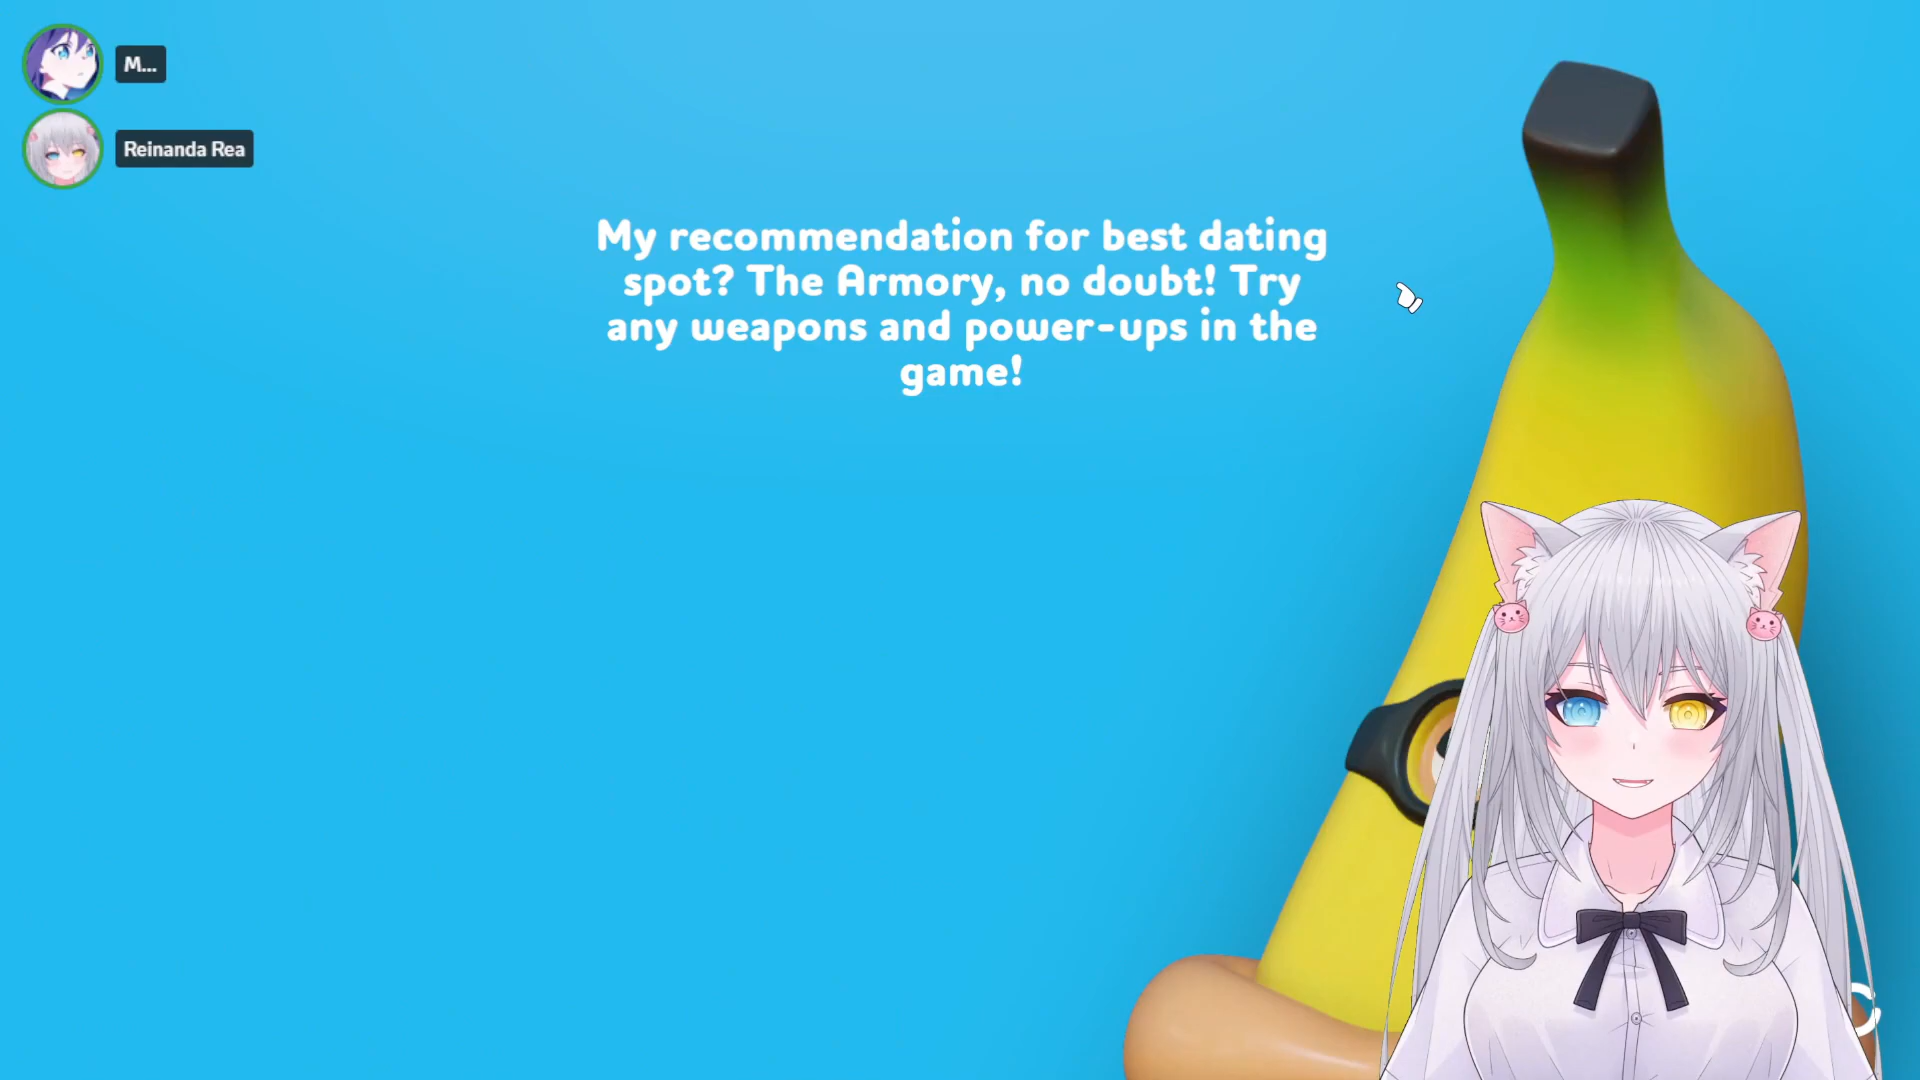 M...
Reinanda Rea
My recommendation for best dating
spot? The Armory, no doubt! Try
any weapons and power-ups in the
game!